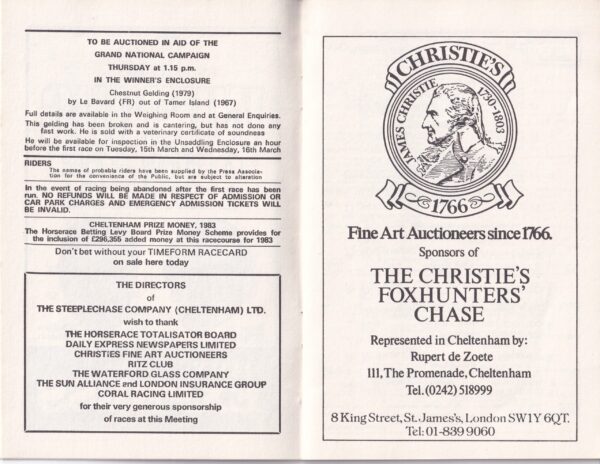 TO BE AUCTIONED IN AID OF THE
GRAND NATIONAL CAMPAIGN
THURSDAY at 1.15 p.m.
IN THE WINNER'S ENCLOSURE
Chestnut Gelding (1979)
by Le Bavard (FR) out of Tamer Island (1967)
Full details are available in the Weighing Room and at General Enquiries.
This gelding has been broken and is cantering, but has not done any
fast work. He is sold with a veterinary certificate of soundness
He will be available for inspection in the Unsaddling Enclosure an hour
before the first race on Tuesday, 15th March and Wednesday, 16th March
RIDERS
The names of probable riders have been supplied by the Press Associa-
tion for the convenience of the Public, but are subject to alteration
In the event of racing being abandoned after the first race has been
run. NO REFUNDS WILL BE MADE IN RESPECT OF ADMISSION OR
CAR PARK CHARGES AND EMERGENCY ADMISSION TICKETS WILL
BE INVALID.
CHELTENHAM PRIZE MONEY, 1983
The Horserace Betting Levy Board Prize Money Scheme provides for
the inclusion of £296,355 added money at this racecourse for 1983
Don't bet without your TIMEFORM RACECARD
on sale here today
THE DIRECTORS
of
THE STEEPLECHASE COMPANY (CHELTENHAM) LTD.
wish to thank
THE HORSERACE TOTALISATOR BOARD
DAILY EXPRESS NEWSPAPERS LIMITED
CHRISTIES FINE ART AUCTIONEERS
RITZ CLUB
THE WATERFORD GLASS COMPANY
THE SUN ALLIANCE and LONDON INSURANCE GROUP
CORAL RACING LIMITED
for their very generous sponsorship
of races at this Meeting
CHRISTIE'S
JAMES CHRISTIE 1730-1803
1766
Fine Art Auctioneers since 1766.
Sponsors of
THE CHRISTIE'S
FOXHUNTERS'
CHASE
Represented in Cheltenham by:
Rupert de Zoete
111, The Promenade, Cheltenham
Tel. (0242) 518999
8 King Street, St. James's, London SW1Y 6QT.
Tel: 01-839 9060